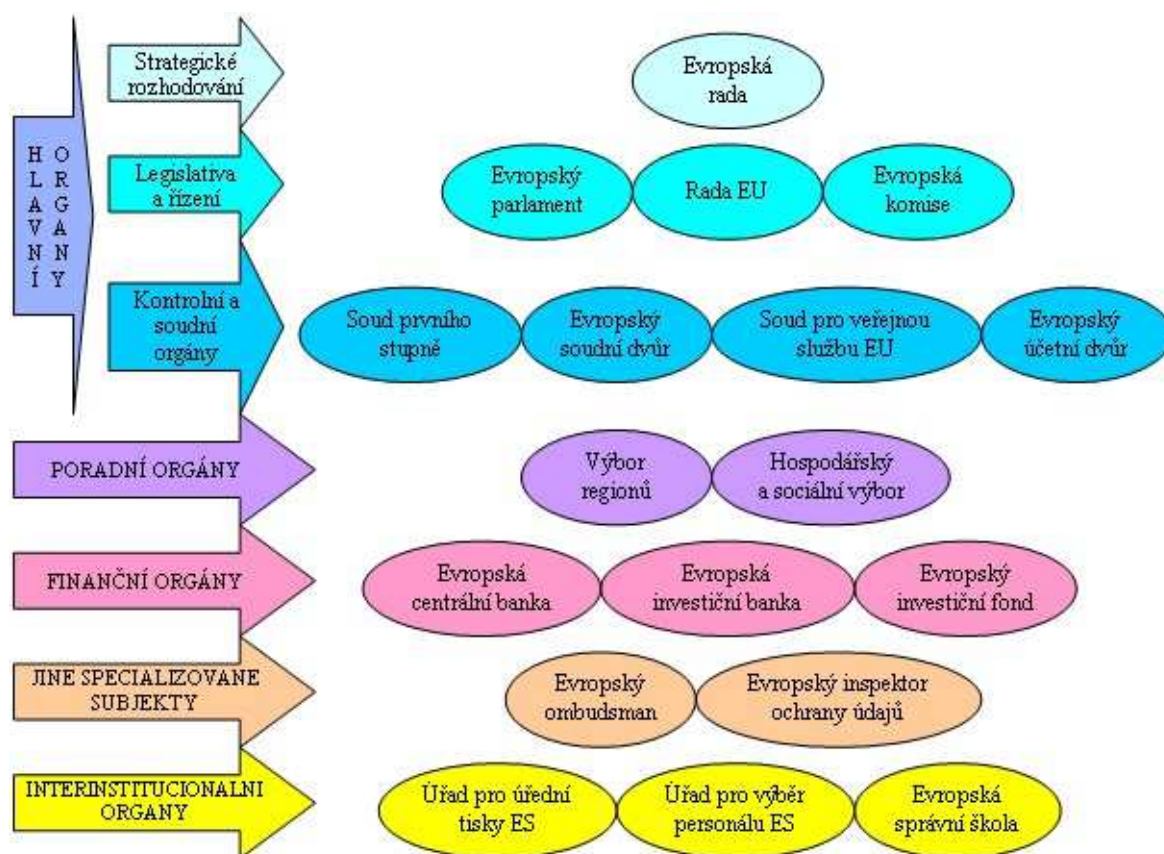 HLAVNÍ
ORGANY
Strategické
rozhodování
Evropská
rada
Legislativa
a řízení
Evropský
parlament
Rada EU
Evropská
komise
Kontrolní a
soudní
orgány
Soud prvního
stupně
Evropský
soudní dvůr
Soud pro veřejnou
službu EU
Evropský
účetní dvůr
PORADNÍ ORGÁNY
Výbor
regionů
Hospodářský
a sociální výbor
FINANČNÍ ORGÁNY
Evropská
centrální banka
Evropská
investiční banka
Evropský
investiční fond
JINE SPECIALIZOVANE
SUBJEKTY
Evropský
ombudsman
Evropský inspektor
ochrany údajů
INTERINSTITUCIONALNI
ORGANY
Úřad pro úřední
tisky ES
Úřad pro výběr
personálu ES
Evropská
správní škola